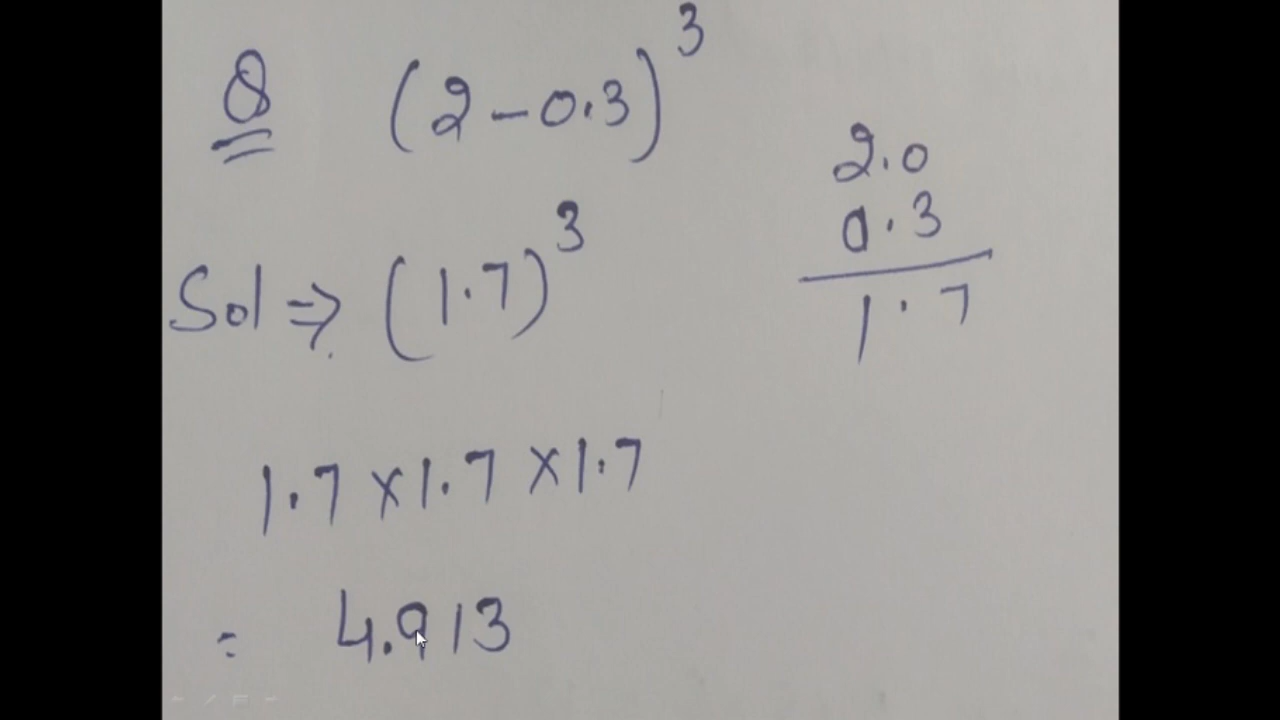 Q (2-0.3)³
2.0
0.3
1.7
Sol ⇒ (1.7)³
1.7 x 1.7 x 1.7
= 4.913